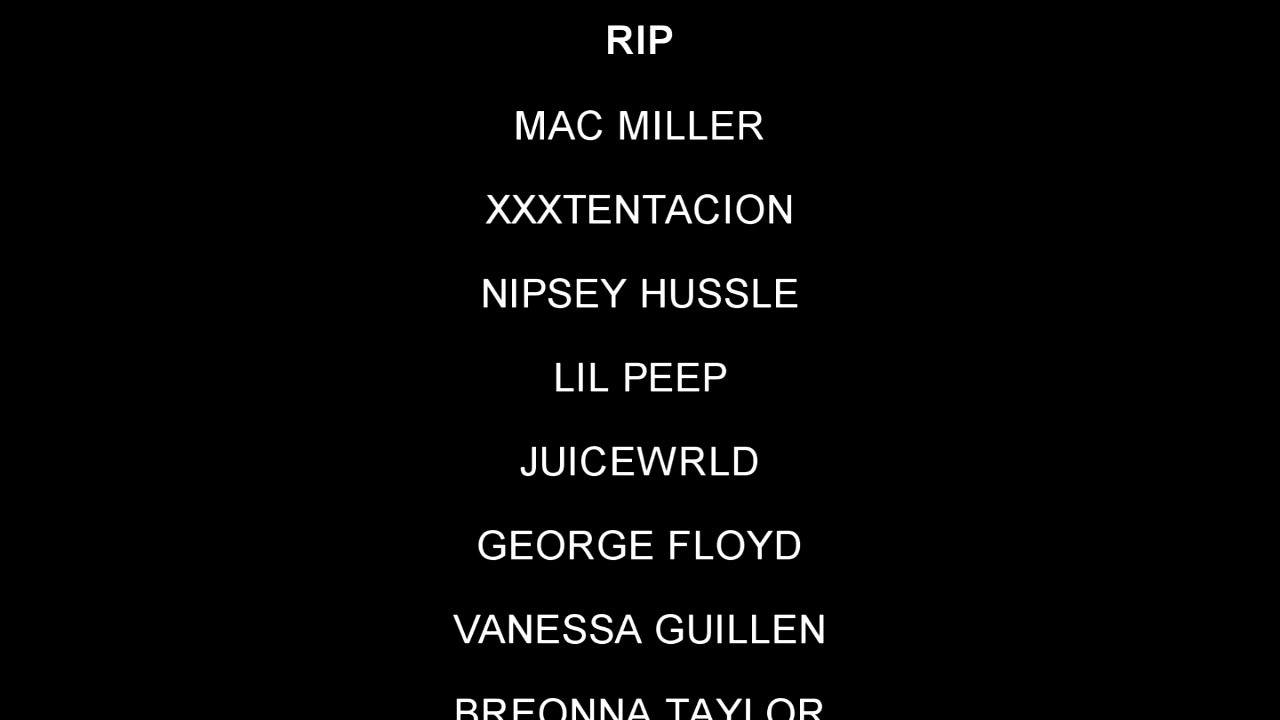 RIP
MAC MILLER
XXXTENTACION
NIPSEY HUSSLE
LIL PEEP
JUICEWRLD
GEORGE FLOYD
VANESSA GUILLEN
BREONNA TAYLOR